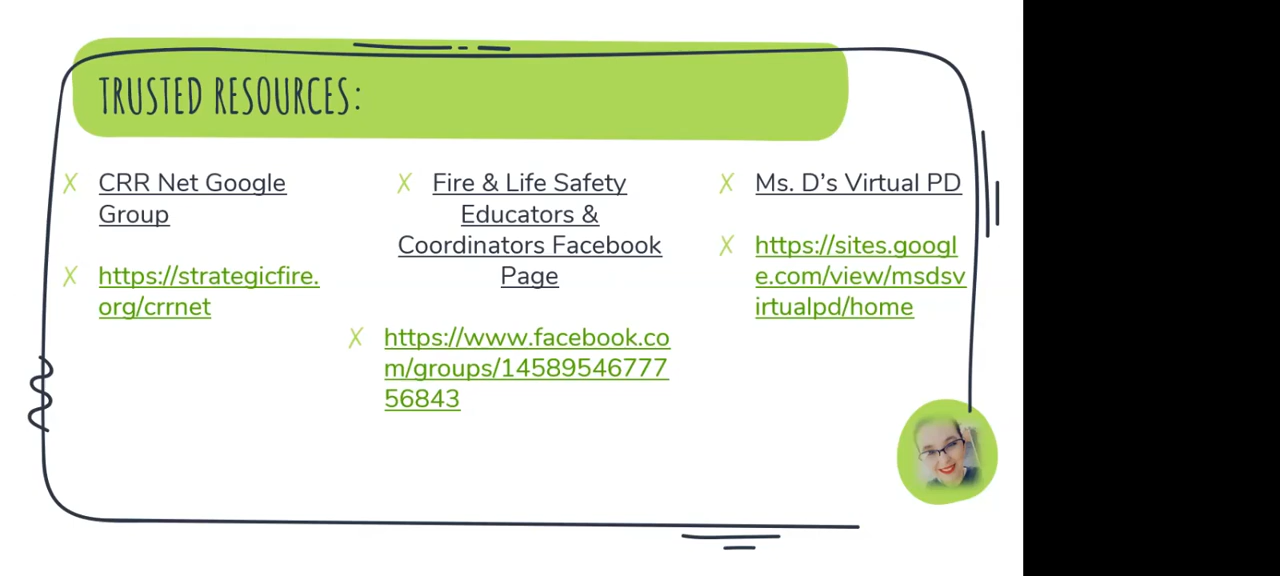 TRUSTED RESOURCES:
X CRR Net Google
Group
X https://strategicfire.
org/crrnet
X Fire & Life Safety
Educators &
Coordinators Facebook
Page
X https://www.facebook.co
m/groups/14589546777
56843
X Ms. D’s Virtual PD
X https://sites.googl
e.com/view/msdsv
irtualpd/home